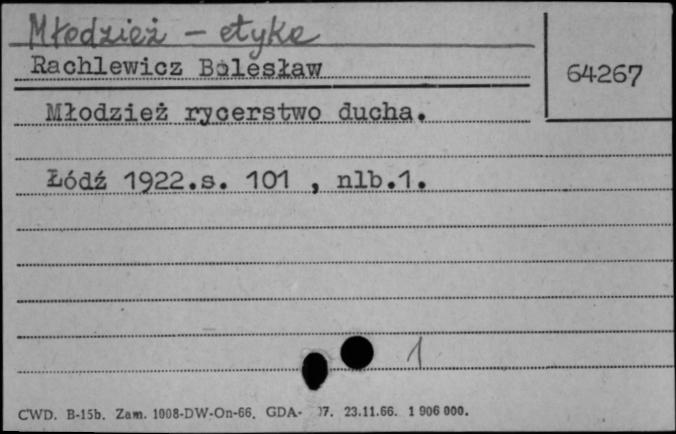 Młodzież - etyka
Rachlewicz Bolesław
64267
Młodzież rycerstwo ducha.
Łódź 1922.s. 101 , nlb.1.
1
CWD. B-15b. Zam. 1008-DW-On-66. GDA- 7. 23.11.66. 1 906 000.